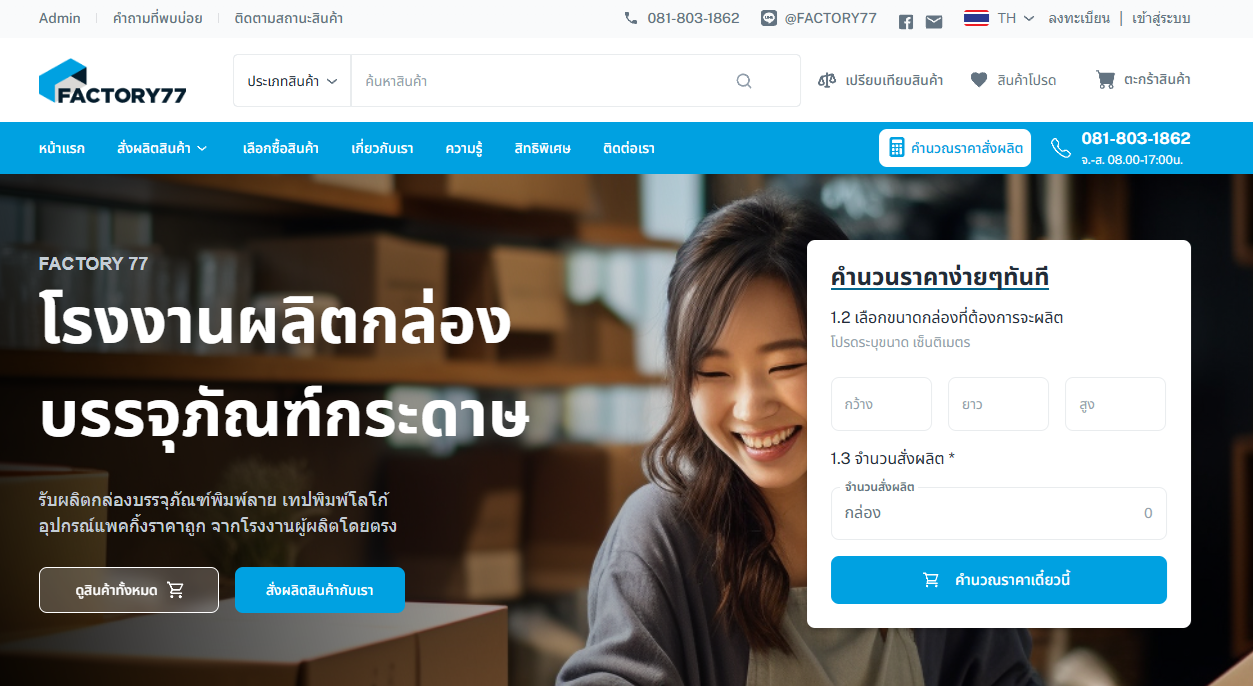 Admin
คำถามที่พบบ่อย
ติดตามสถานะสินค้า
081-803-1862
@FACTORY77
TH
ลงทะเบียน | เข้าสู่ระบบ
FACTORY77
ประเภทสินค้า
ค้นหาสินค้า
เปรียบเทียบสินค้า
สินค้าโปรด
ตะกร้าสินค้า
หน้าแรก
สั่งผลิตสินค้า
เลือกซื้อสินค้า
เกี่ยวกับเรา
ความรู้
สิทธิพิเศษ
ติดต่อเรา
คำนวณราคาสั่งผลิต
081-803-1862
จ.-ส. 08.00-17:00น.
FACTORY 77
โรงงานผลิตกล่อง
บรรจุภัณฑ์กระดาษ
รับผลิตกล่องบรรจุภัณฑ์พิมพ์ลาย เทปพิมพ์โลโก้
อุปกรณ์แพคกิ้งราคาถูก จากโรงงานผู้ผลิตโดยตรง
ดูสินค้าทั้งหมด
สั่งผลิตสินค้ากับเรา
คำนวนราคาง่ายๆทันที
1.2 เลือกขนาดกล่องที่ต้องการจะผลิต
โปรดระบุขนาด เซ็นติเมตร
กว้าง
ยาว
สูง
1.3 จำนวนสั่งผลิต *
จำนวนสั่งผลิต
กล่อง
0
คำนวณราคาเดี๋ยวนี้